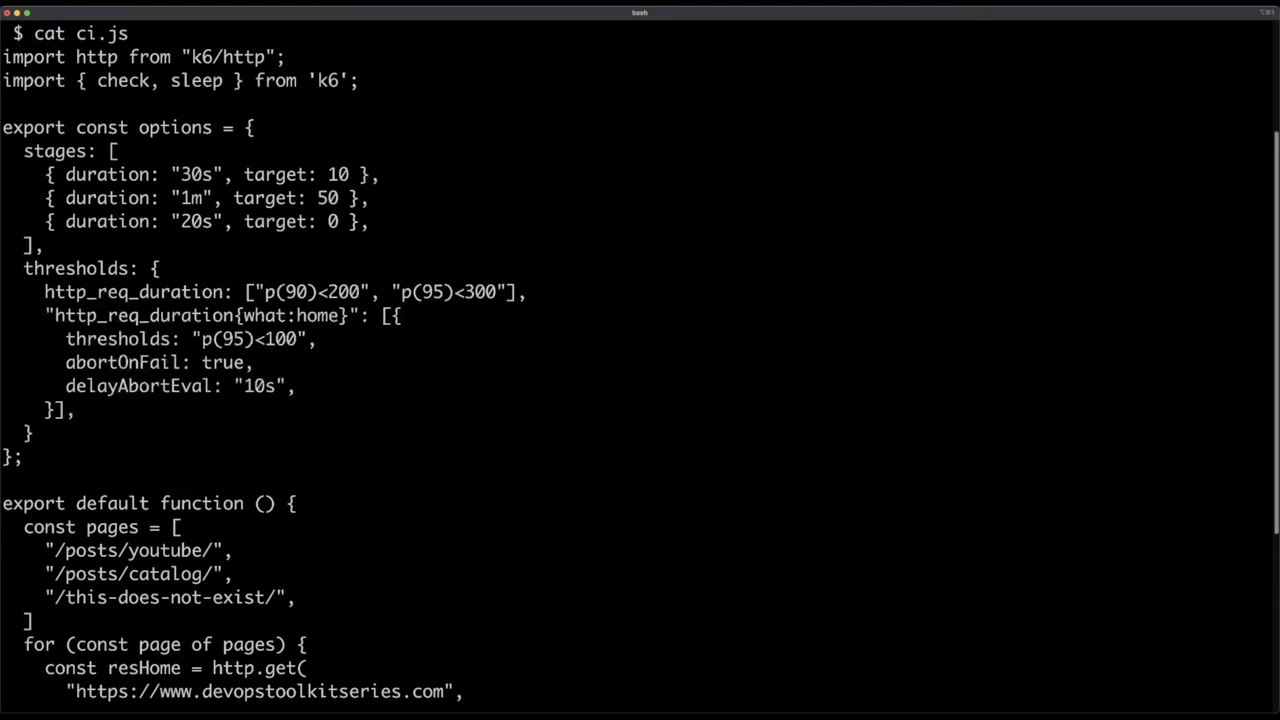 bash
⌥⌘1
$ cat ci.js
import http from "k6/http";
import { check, sleep } from 'k6';
export const options = {
  stages: [
    { duration: "30s", target: 10 },
    { duration: "1m", target: 50 },
    { duration: "20s", target: 0 },
  ],
  thresholds: {
    http_req_duration: ["p(90)<200", "p(95)<300"],
    "http_req_duration{what:home}": [{
      thresholds: "p(95)<100",
      abortOnFail: true,
      delayAbortEval: "10s",
    }],
  }
};
export default function () {
  const pages = [
    "/posts/youtube/",
    "/posts/catalog/",
    "/this-does-not-exist/",
  ]
  for (const page of pages) {
    const resHome = http.get(
      "https://www.devopstoolkitseries.com",